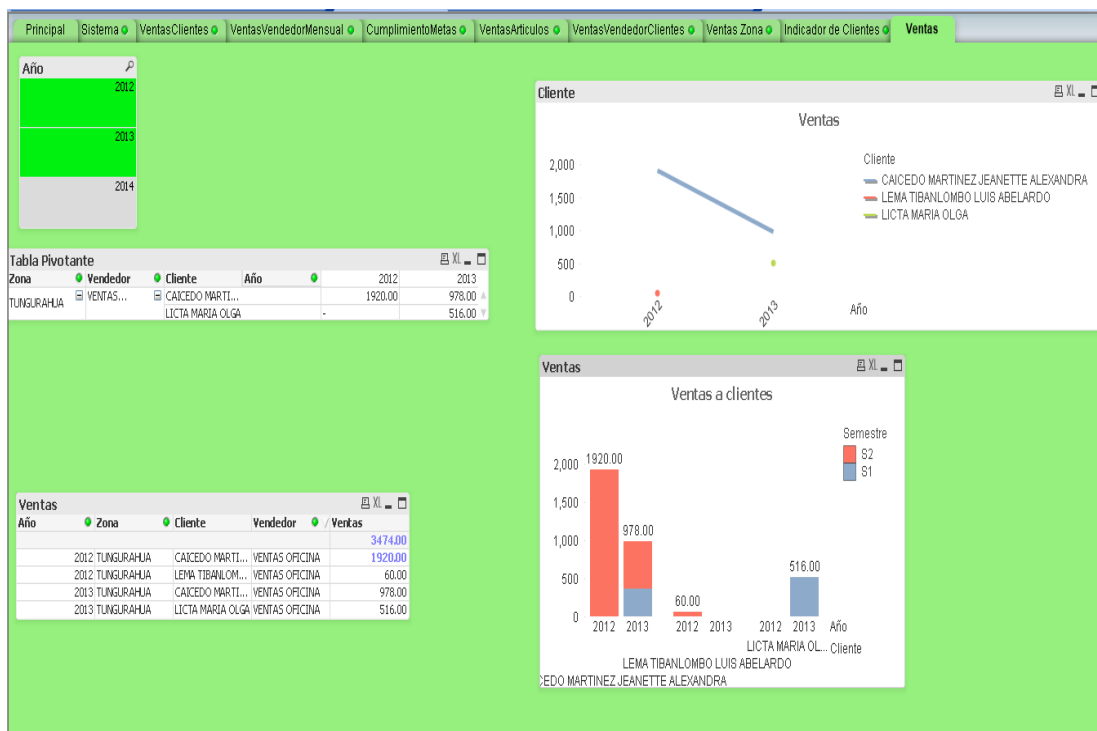 Principal Sistema VentasClientes VentasVendedorMensual CumplimientoMetas VentasArticulos VentasVendedorClientes Ventas Zona Indicador de Clientes Ventas
Año
2012
2013
2014
Tabla Pivotante XL
Zona Vendedor Cliente Año 2012 2013
TUNGURAHUA VENTAS... CAICEDO MARTI... 1920.00 978.00
LICTA MARIA OLGA - 516.00
Ventas XL
Año Zona Cliente Vendedor / Ventas
3474.00
2012 TUNGURAHUA CAICEDO MARTI... VENTAS OFICINA 1920.00
2012 TUNGURAHUA LEMA TIBANLOM... VENTAS OFICINA 60.00
2013 TUNGURAHUA CAICEDO MARTI... VENTAS OFICINA 978.00
2013 TUNGURAHUA LICTA MARIA OLGA VENTAS OFICINA 516.00
Cliente XL
Ventas
2,000
1,500
1,000
500
0
2012 2013 Año
Cliente
CAICEDO MARTINEZ JEANETTE ALEXANDRA
LEMA TIBANLOMBO LUIS ABELARDO
LICTA MARIA OLGA
Ventas XL
Ventas a clientes
Semestre
S2
S1
2,000
1,500
1,000
500
0
1920.00
978.00
60.00
516.00
2012 2013 2012 2013 2012 2013 Año
LICTA MARIA OL... Cliente
LEMA TIBANLOMBO LUIS ABELARDO
CEDO MARTINEZ JEANETTE ALEXANDRA